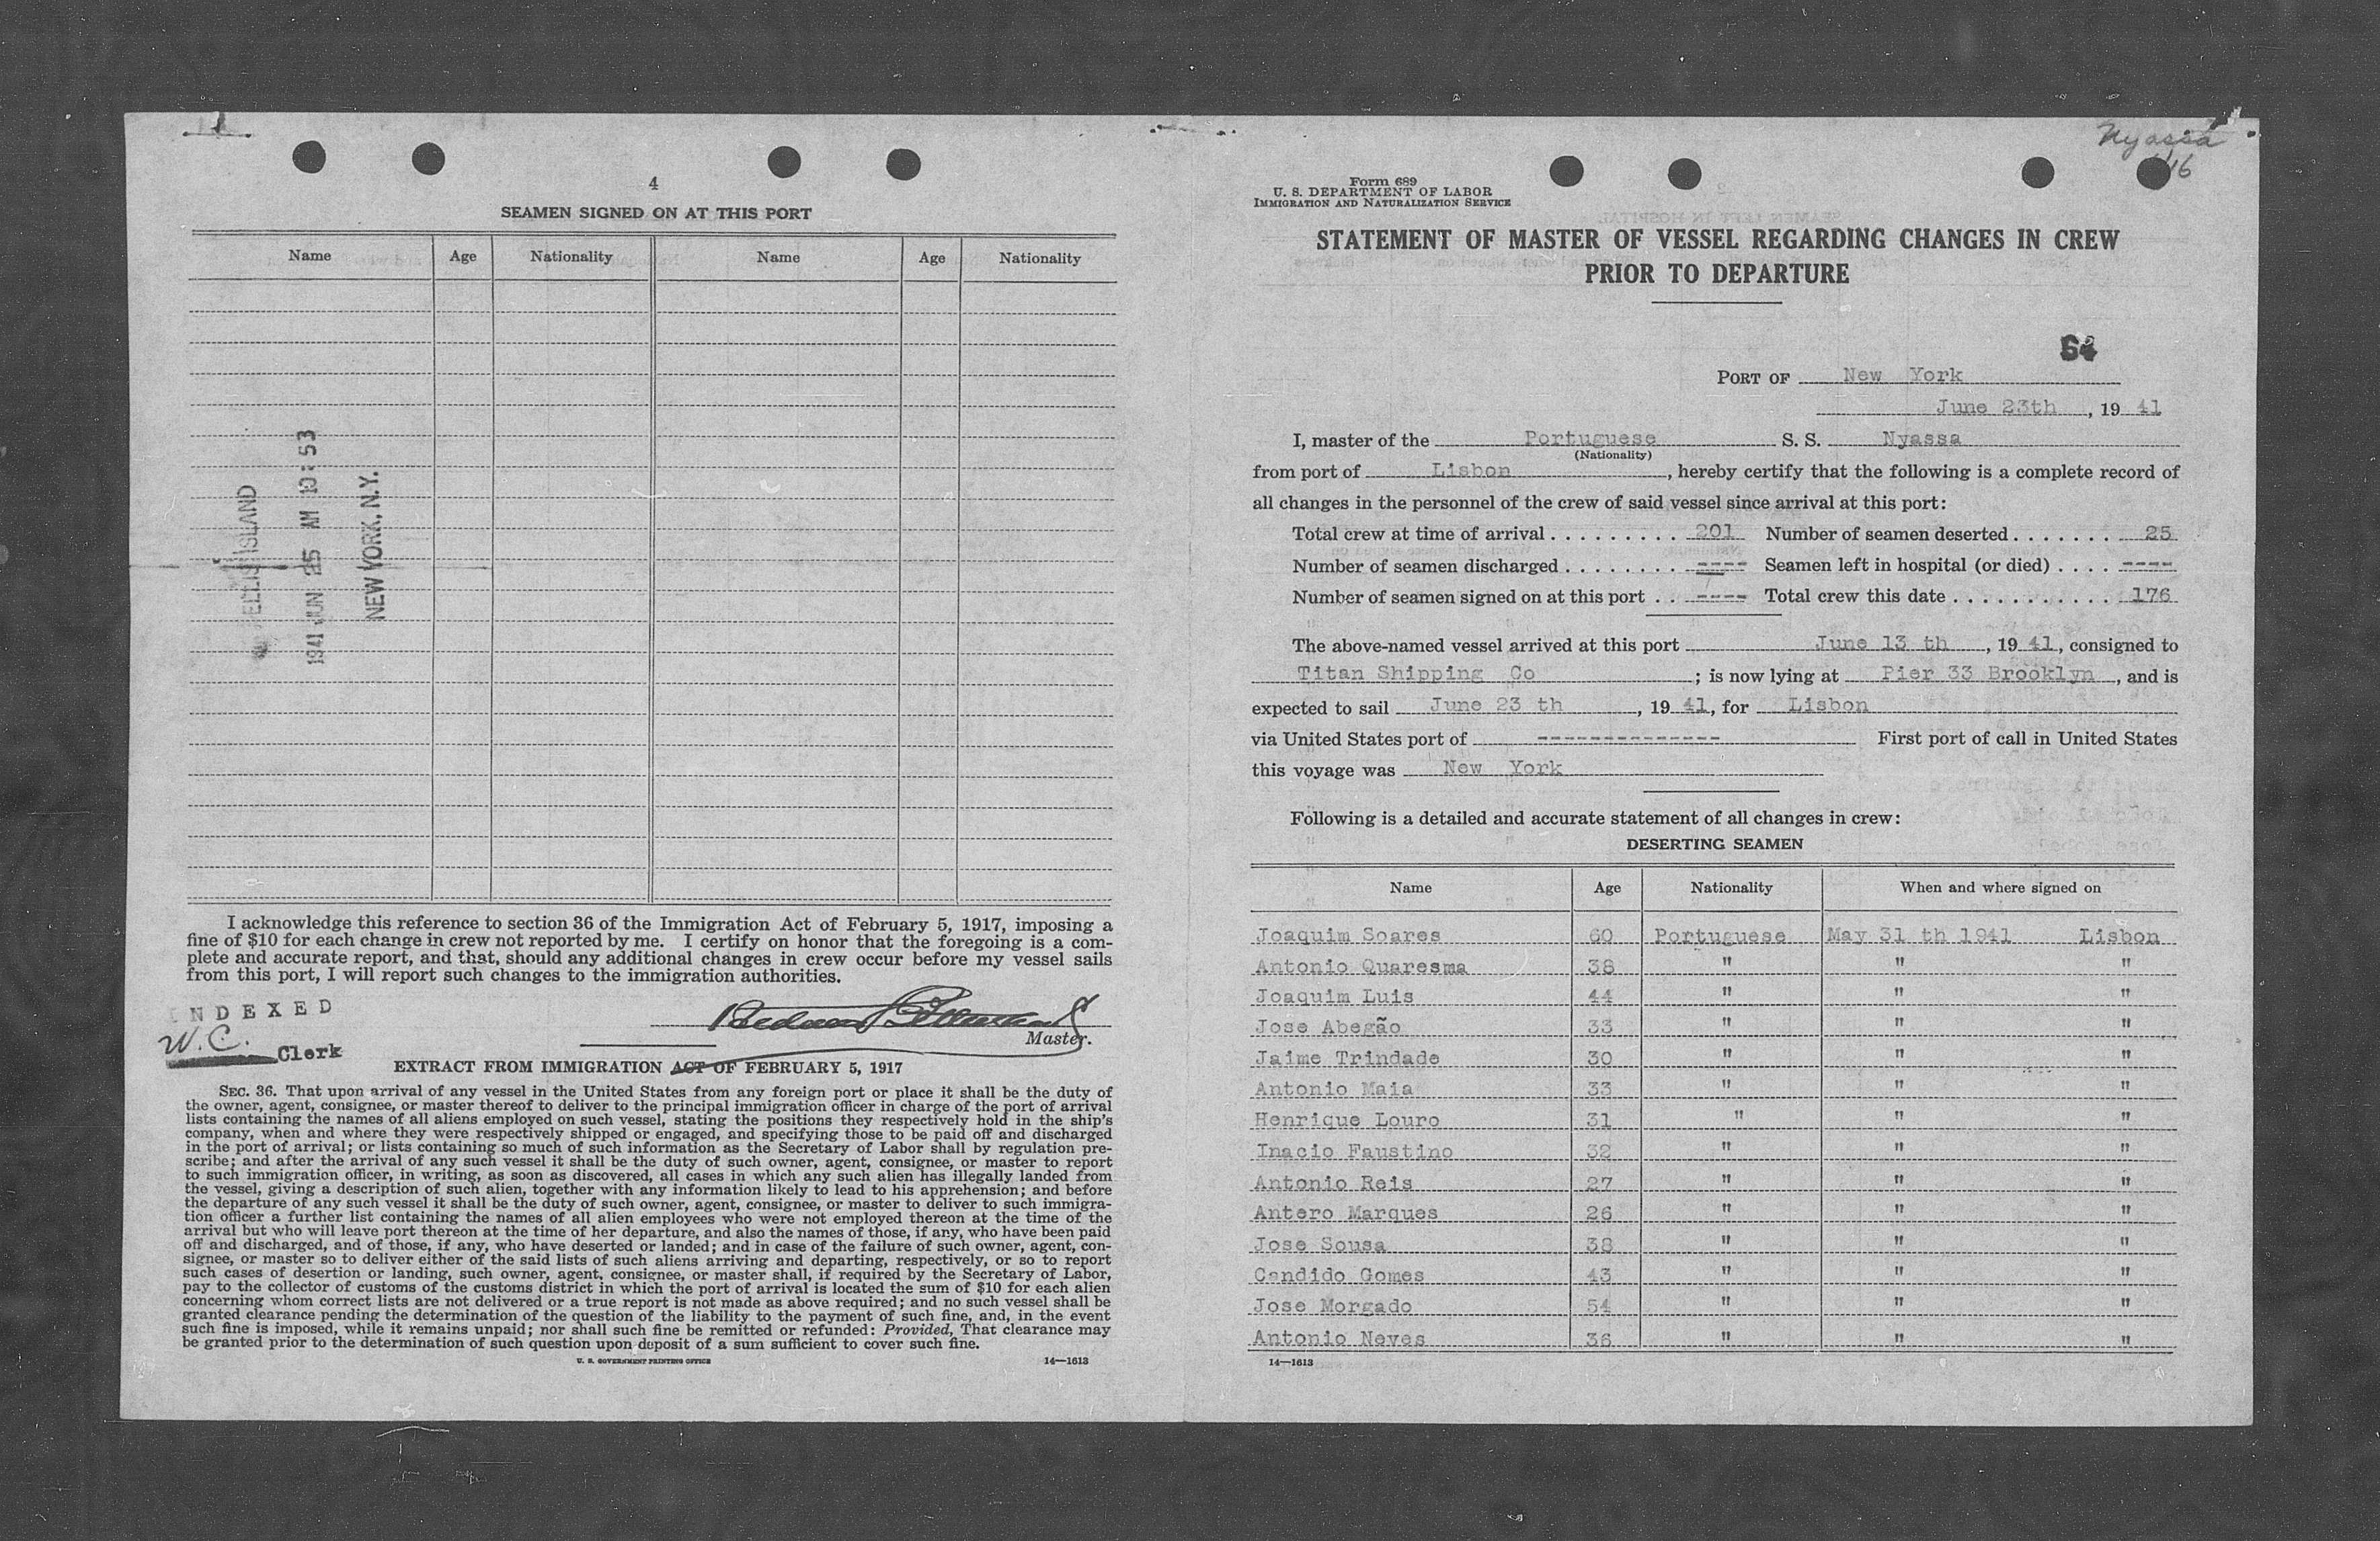 4
SEAMEN SIGNED ON AT THIS PORT
Name Age Nationality Name Age Nationality
ELLIS ISLAND
1941 JUN 25 AM 10:53
NEW YORK, N.Y.
I acknowledge this reference to section 36 of the Immigration Act of February 5, 1917, imposing a
fine of $10 for each change in crew not reported by me. I certify on honor that the foregoing is a com-
plete and accurate report, and that, should any additional changes in crew occur before my vessel sails
from this port, I will report such changes to the immigration authorities.
INDEXED
W.C.
Clerk
Master.
EXTRACT FROM IMMIGRATION ACT OF FEBRUARY 5, 1917
SEC. 36. That upon arrival of any vessel in the United States from any foreign port or place it shall be the duty of
the owner, agent, consignee, or master thereof to deliver to the principal immigration officer in charge of the port of arrival
lists containing the names of all aliens employed on such vessel, stating the positions they respectively hold in the ship's
company, when and where they were respectively shipped or engaged, and specifying those to be paid off and discharged
in the port of arrival; or lists containing so much of such information as the Secretary of Labor shall by regulation pre-
scribe; and after the arrival of any such vessel it shall be the duty of such owner, agent, consignee, or master to report
to such immigration officer, in writing, as soon as discovered, all cases in which any such alien has illegally landed from
the vessel, giving a description of such alien, together with any information likely to lead to his apprehension; and before
the departure of any such vessel it shall be the duty of such owner, agent, consignee, or master to deliver to such immigra-
tion officer a further list containing the names of all alien employees who were not employed thereon at the time of the
arrival but who will leave port thereon at the time of her departure, and also the names of those, if any, who have been paid
off and discharged, and of those, if any, who have deserted or landed; and in case of the failure of such owner, agent, con-
signee, or master so to deliver either of the said lists of such aliens arriving and departing, respectively, or so to report
such cases of desertion or landing, such owner, agent, consignee, or master shall, if required by the Secretary of Labor,
pay to the collector of customs of the customs district in which the port of arrival is located the sum of $10 for each alien
concerning whom correct lists are not delivered or a true report is not made as above required; and no such vessel shall be
granted clearance pending the determination of the question of the liability to the payment of such fine, and, in the event
such fine is imposed, while it remains unpaid; nor shall such fine be remitted or refunded: Provided, That clearance may
be granted prior to the determination of such question upon deposit of a sum sufficient to cover such fine.
U. S. GOVERNMENT PRINTING OFFICE 14—1613
Nyassa
Form 689
U. S. DEPARTMENT OF LABOR
IMMIGRATION AND NATURALIZATION SERVICE
STATEMENT OF MASTER OF VESSEL REGARDING CHANGES IN CREW
PRIOR TO DEPARTURE
64
PORT OF New York
June 23th, 19 41
I, master of the Portuguese S. S. Nyassa
(Nationality)
from port of Lisbon, hereby certify that the following is a complete record of
all changes in the personnel of the crew of said vessel since arrival at this port:
Total crew at time of arrival . . . . . . . . . 201 Number of seamen deserted . . . . . . . 25
Number of seamen discharged . . . . . . . . ---- Seamen left in hospital (or died) . . . . ----
Number of seamen signed on at this port . . ---- Total crew this date . . . . . . . . . . . 176
The above-named vessel arrived at this port June 13 th, 19 41, consigned to
Titan Shipping Co ; is now lying at Pier 33 Brooklyn, and is
expected to sail June 23 th, 19 41, for Lisbon
via United States port of -------------- First port of call in United States
this voyage was New York
Following is a detailed and accurate statement of all changes in crew:
DESERTING SEAMEN
Name Age Nationality When and where signed on
Joaquim Soares 60 Portuguese May 31 th 1941 Lisbon
Antonio Quaresma 38 " " "
Joaquim Luis 44 " " "
Jose Abegão 33 " " "
Jaime Trindade 30 " " "
Antonio Maia 33 " " "
Henrique Louro 31 " " "
Inacio Faustino 32 " " "
Antonio Reis 27 " " "
Antero Marques 26 " " "
Jose Sousa 38 " " "
Candido Gomes 43 " " "
Jose Morgado 54 " " "
Antonio Neves 36 " " "
14—1613